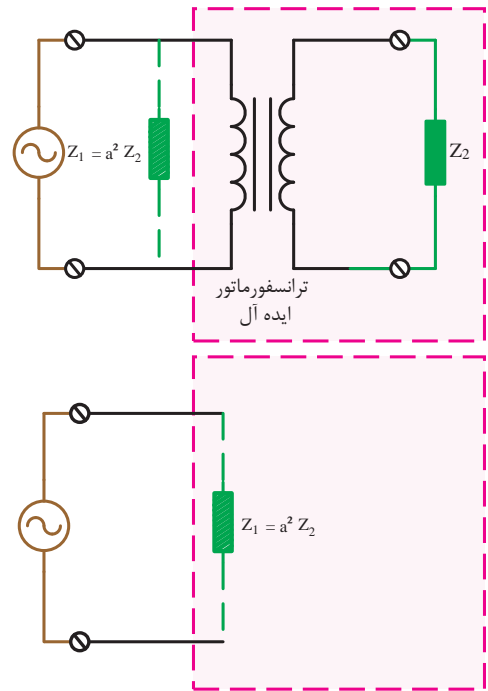 Z₁ = a² Z₂
Z₂
ترانسفورماتور
ایده آل
Z₁ = a² Z₂